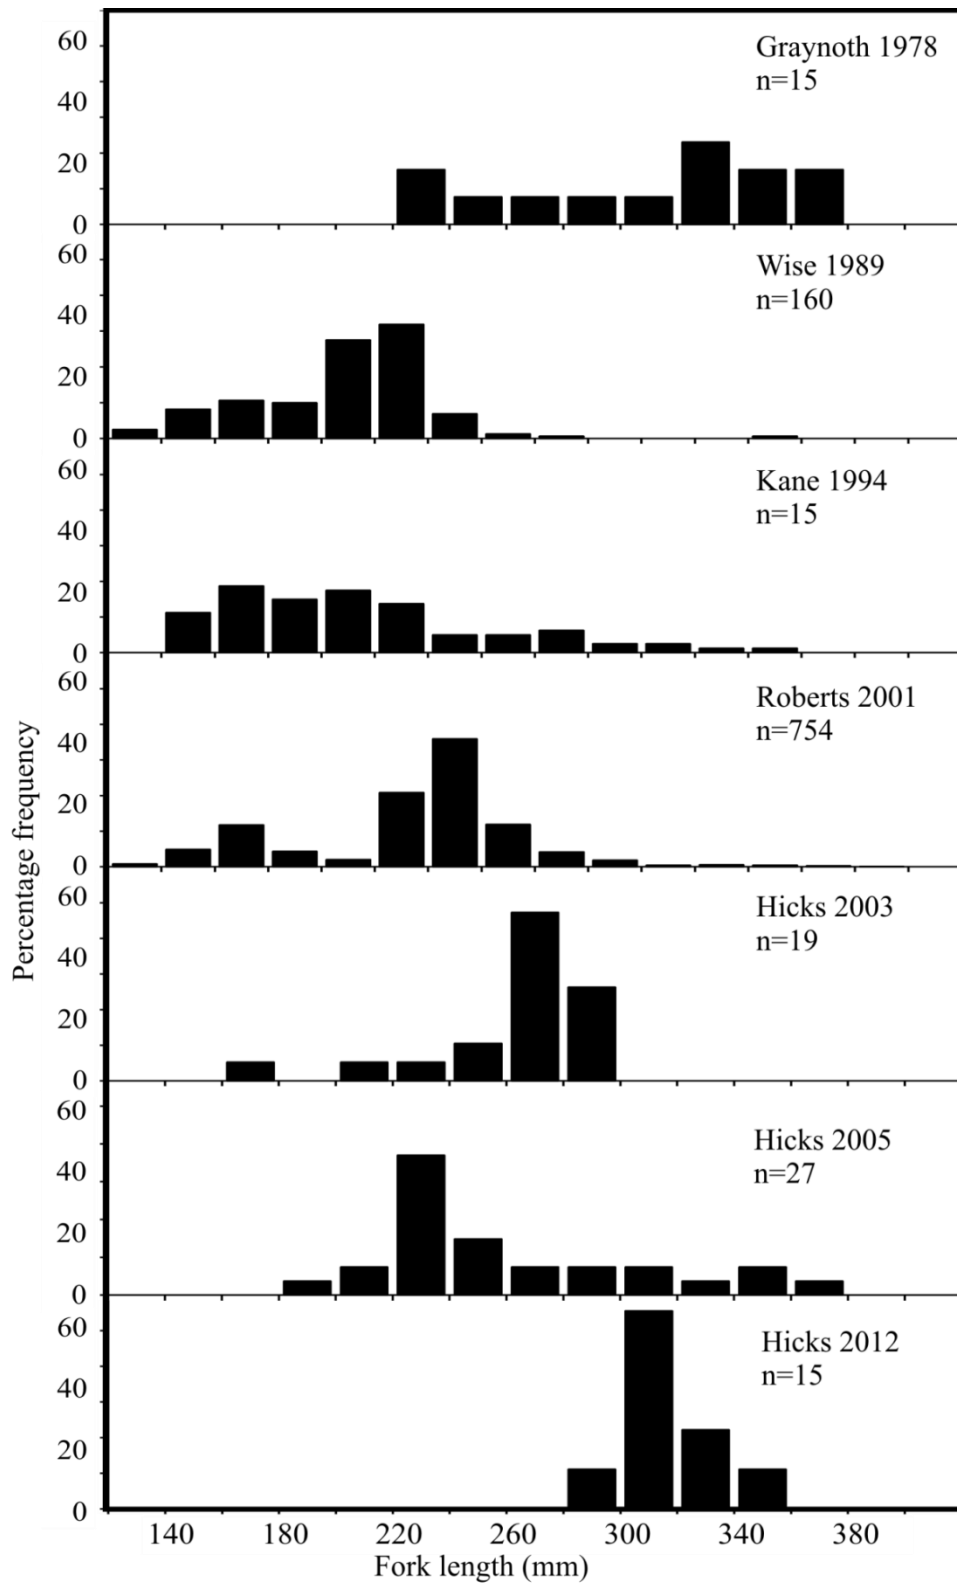 60
40
20
0
Graynoth 1978
n=15
60
40
20
0
Wise 1989
n=160
60
40
20
0
Kane 1994
n=15
60
40
20
0
Roberts 2001
n=754
Percentage frequency
60
40
20
0
Hicks 2003
n=19
60
40
20
0
Hicks 2005
n=27
60
40
20
0
Hicks 2012
n=15
140 180 220 260 300 340 380
Fork length (mm)